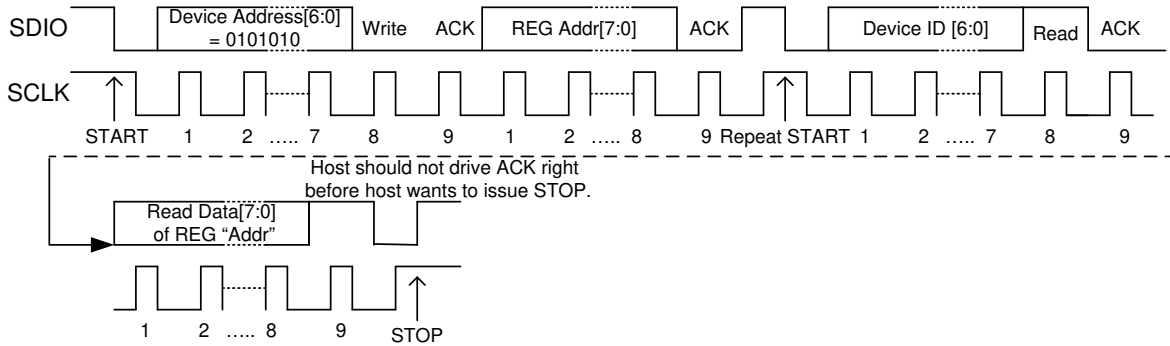 SDIO
Device Address[6:0]
= 0101010
Write
ACK
REG Addr[7:0]
ACK
Device ID [6:0]
Read
ACK
SCLK
START 1 2 ..... 7 8 9 1 2 ..... 8 9 Repeat START 1 2 ..... 7 8 9
Host should not drive ACK right
before host wants to issue STOP.
Read Data[7:0]
of REG “Addr”
1 2 ..... 8 9 STOP